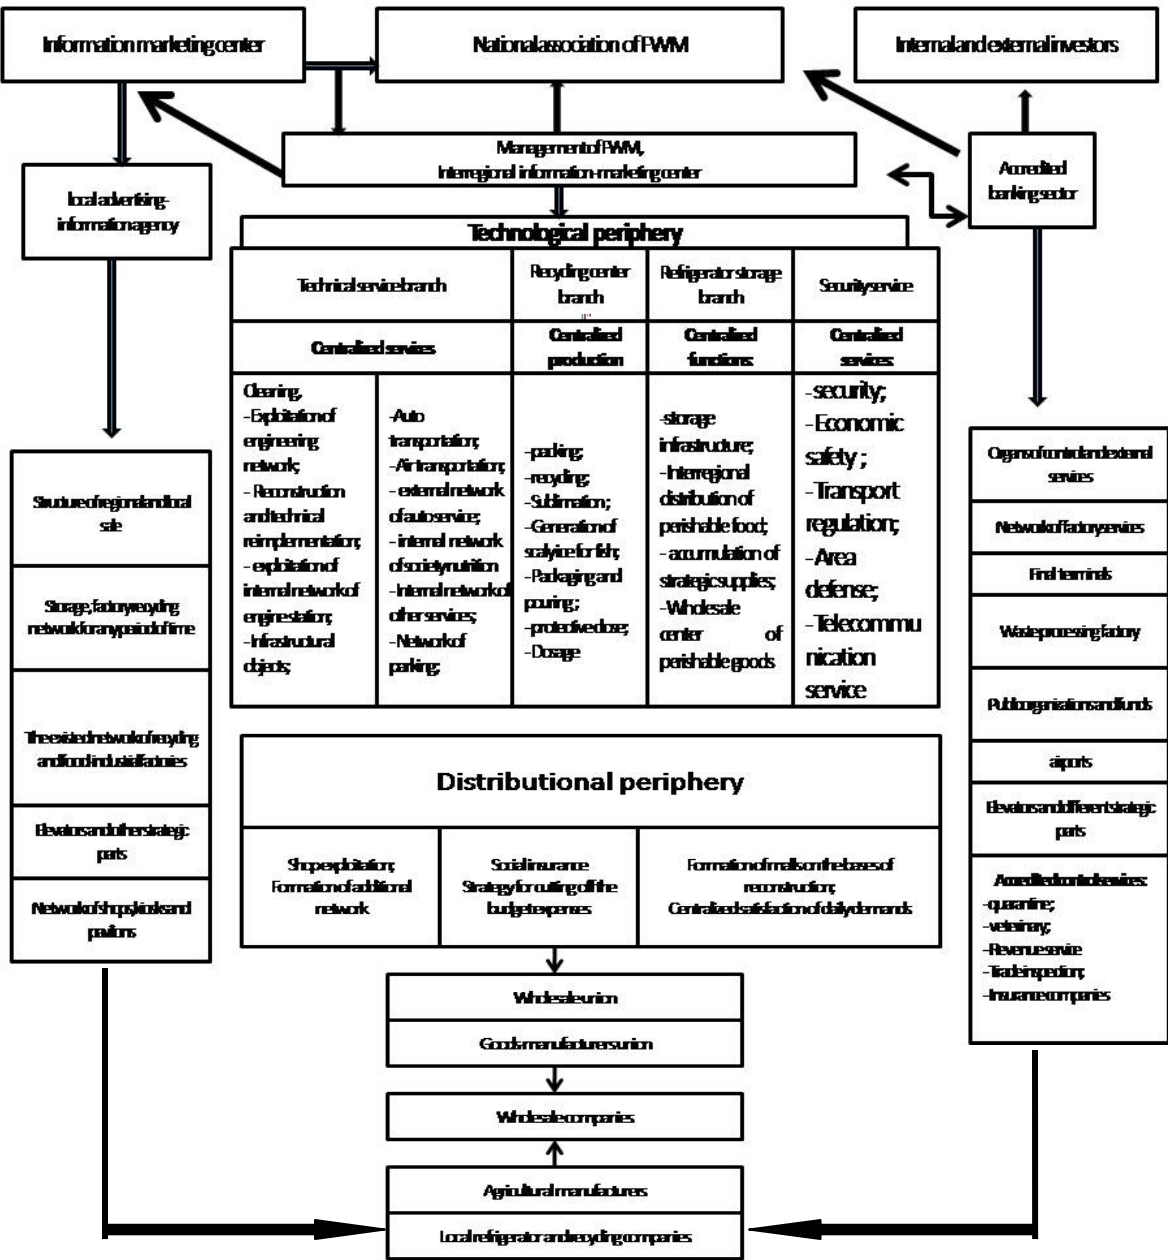 Information marketing center
National association of FWM
Internal and external investors
Management of FWM,
Interregional information-marketing center
Accredited
banking sector
local advertising-
information agency
Technological periphery
Technical service branch
Recycling center
branch
Refrigerator storage
branch
Security service
Centralized services
Centralized
production
Centralized
functions:
Centralized
services:
Cleaning,
-Exploitation of
engineering
network;
- Reconstruction
and technical
reimplementation;
- exploitation of
internal network of
engine station;
-Infrastructural
objects;
-Auto
transportation;
-Air transportation;
- external network
of auto service;
- internal network
of society nutrition
-Internal network of
other services;
-Network of
parking;
-packing;
-recycling;
-Sublimation;
-Generation of
scaly ice for fish;
-Packaging and
pouring;
-protective dose;
-Dosage
-storage
infrastructure;
-Interregional
distribution of
perishable food;
- accumulation of
strategic supplies;
-Wholesale
center of
perishable goods
-security;
-Economic
safety ;
-Transport
regulation;
-Area
defense;
-Telecommu
nication
service
Structure of regional and local
sale
Storage, factory recycling
network for any period of time
The existed network of recycling
and food-industrial factories
Elevators and other strategic
parts
Network of shops, kiosks and
pavilions
Organs of control and external
services
Network of factory services
Final terminals
Waste processing factory
Public organizations and funds
airports
Elevators and different strategic
parts
Accredited control services:
-quarantine;
-veterinary;
-Revenue service
-Trade inspection;
-Insurance companies
Distributional periphery
Shop exploitation;
Formation of additional
network
Social insurance
Strategy for cutting off the
budget expenses
Formation of malls on the bases of
reconstruction;
Centralized satisfaction of daily demands
Wholesale union
Goods-manufacturers union
Wholesale companies
Agricultural manufacturers
Local refrigerator and recycling companies